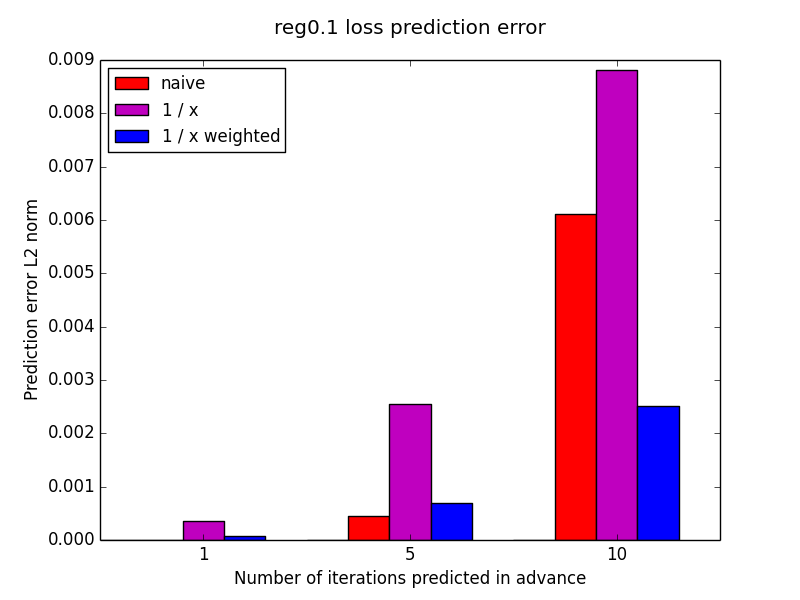 reg0.1 loss prediction error
naive
1 / x
1 / x weighted
0.009
0.008
0.007
0.006
0.005
0.004
0.003
0.002
0.001
0.000
Prediction error L2 norm
1 5 10
Number of iterations predicted in advance